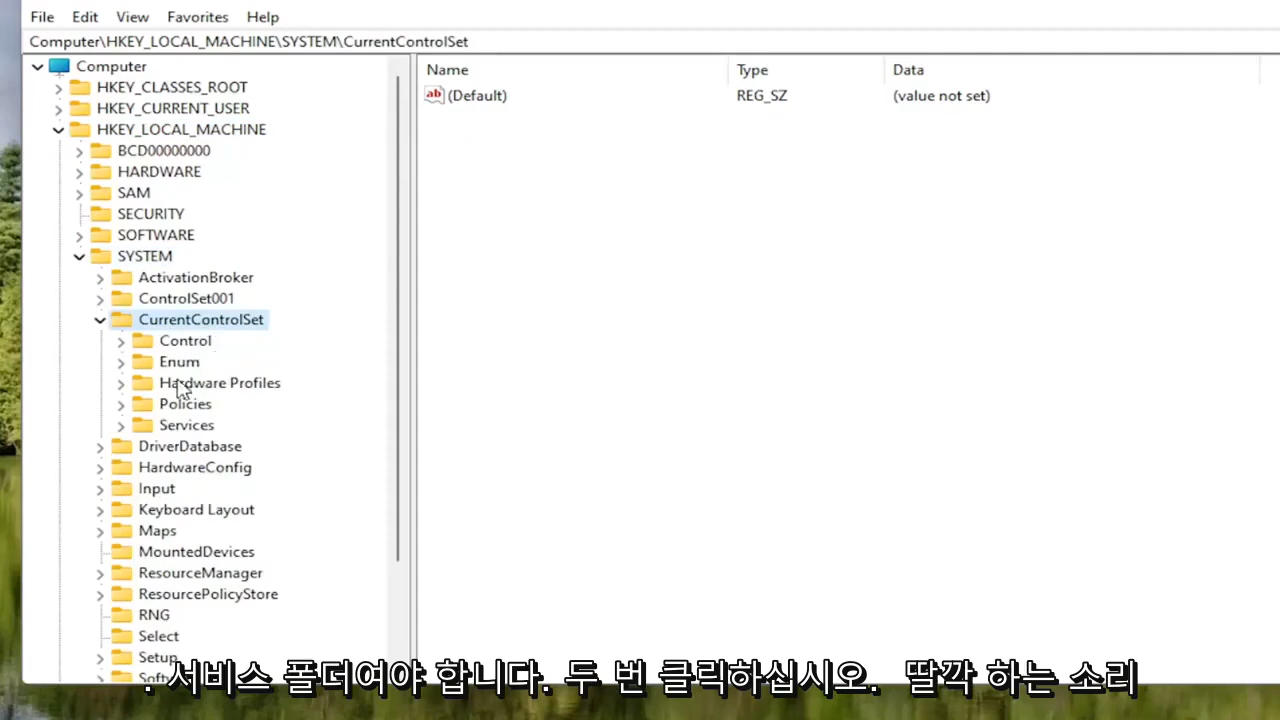 File Edit View Favorites Help
Computer\HKEY_LOCAL_MACHINE\SYSTEM\CurrentControlSet
Computer
HKEY_CLASSES_ROOT
HKEY_CURRENT_USER
HKEY_LOCAL_MACHINE
BCD00000000
HARDWARE
SAM
SECURITY
SOFTWARE
SYSTEM
ActivationBroker
ControlSet001
CurrentControlSet
Control
Enum
Hardware Profiles
Policies
Services
DriverDatabase
HardwareConfig
Input
Keyboard Layout
Maps
MountedDevices
ResourceManager
ResourcePolicyStore
RNG
Select
Setup
Name Type Data
ab (Default) REG_SZ (value not set)
. 서비스 폴더여야 합니다. 두 번 클릭하십시오. 딸깍 하는 소리